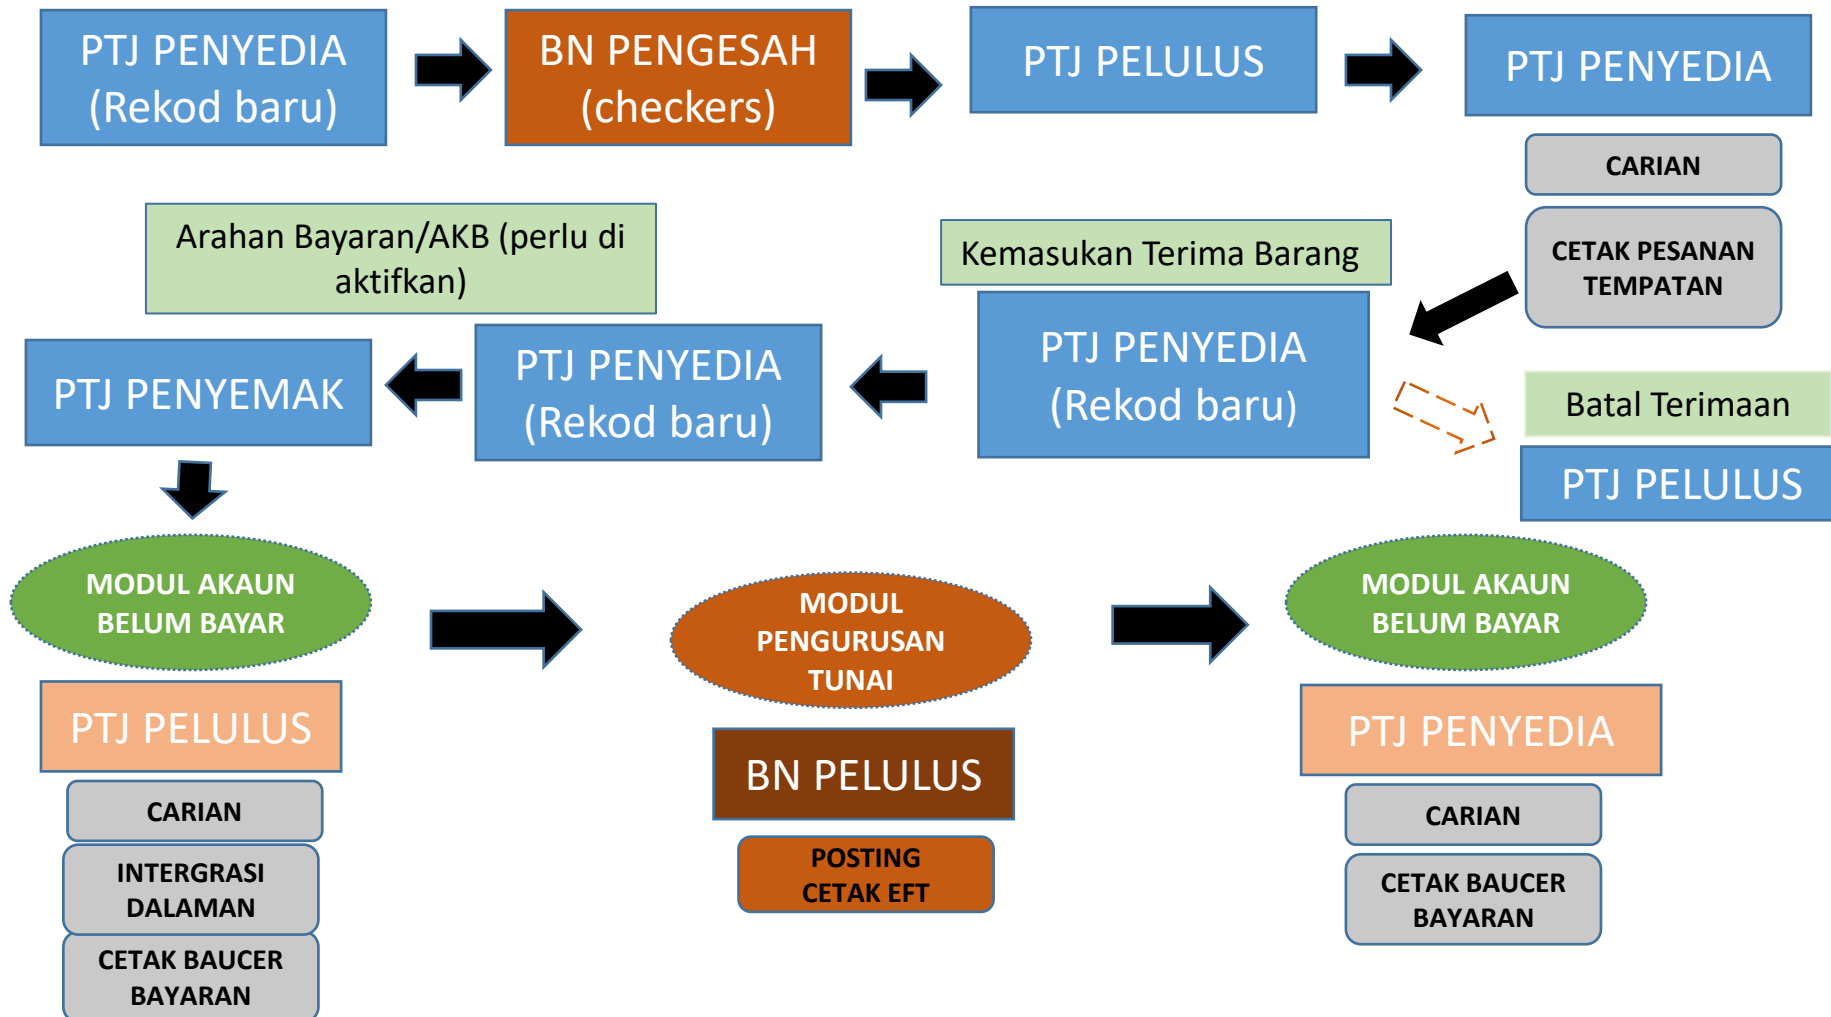 PTJ PENYEDIA
(Rekod baru)
BN PENGESAH
(checkers)
PTJ PELULUS
PTJ PENYEDIA
CARIAN
CETAK PESANAN
TEMPATAN
Arahan Bayaran/AKB (perlu di
aktifkan)
Kemasukan Terima Barang
PTJ PENYEDIA
(Rekod baru)
PTJ PENYEDIA
(Rekod baru)
PTJ PENYEMAK
Batal Terimaan
PTJ PELULUS
MODUL AKAUN
BELUM BAYAR
PTJ PELULUS
CARIAN
INTERGRASI
DALAMAN
CETAK BAUCER
BAYARAN
MODUL
PENGURUSAN
TUNAI
BN PELULUS
POSTING
CETAK EFT
MODUL AKAUN
BELUM BAYAR
PTJ PENYEDIA
CARIAN
CETAK BAUCER
BAYARAN